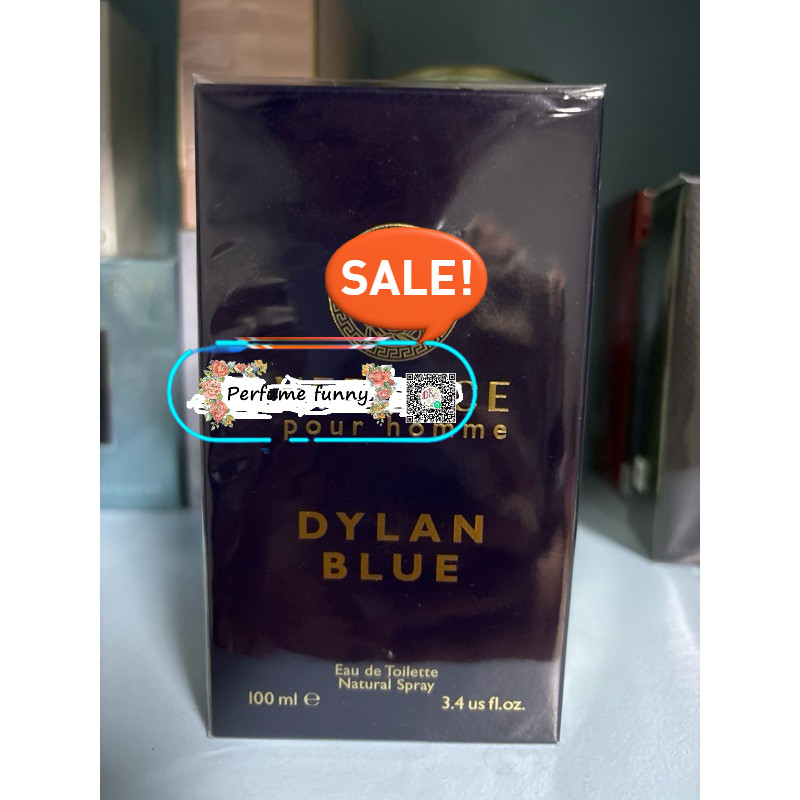 SALE!
Perfume funny
CE
pour homme
DYLAN
BLUE
Eau de Toilette
Natural Spray
100 ml ℮
3.4 us fl.oz.